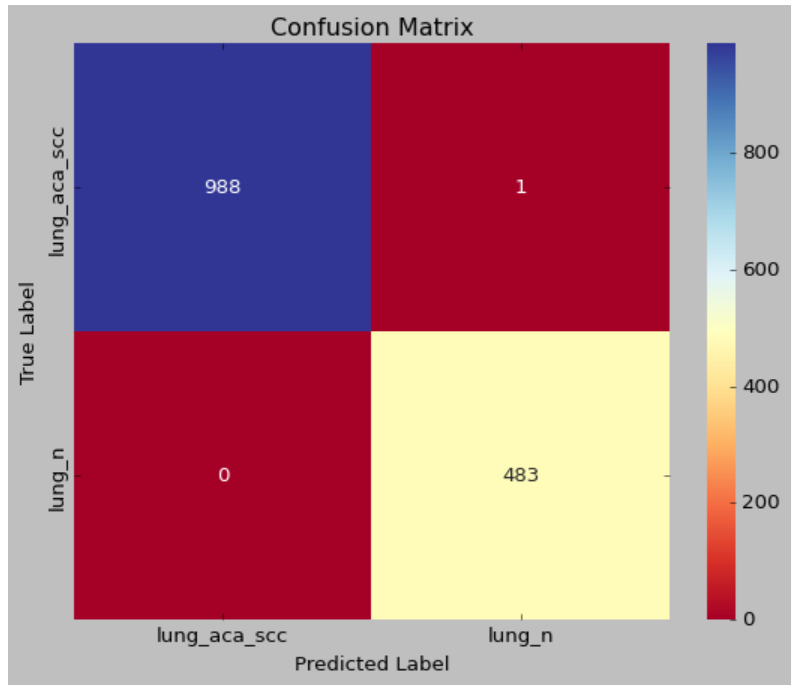 Confusion Matrix
True Label
lung_aca_scc
988
1
lung_n
0
483
lung_aca_scc
lung_n
Predicted Label
800
600
400
200
0